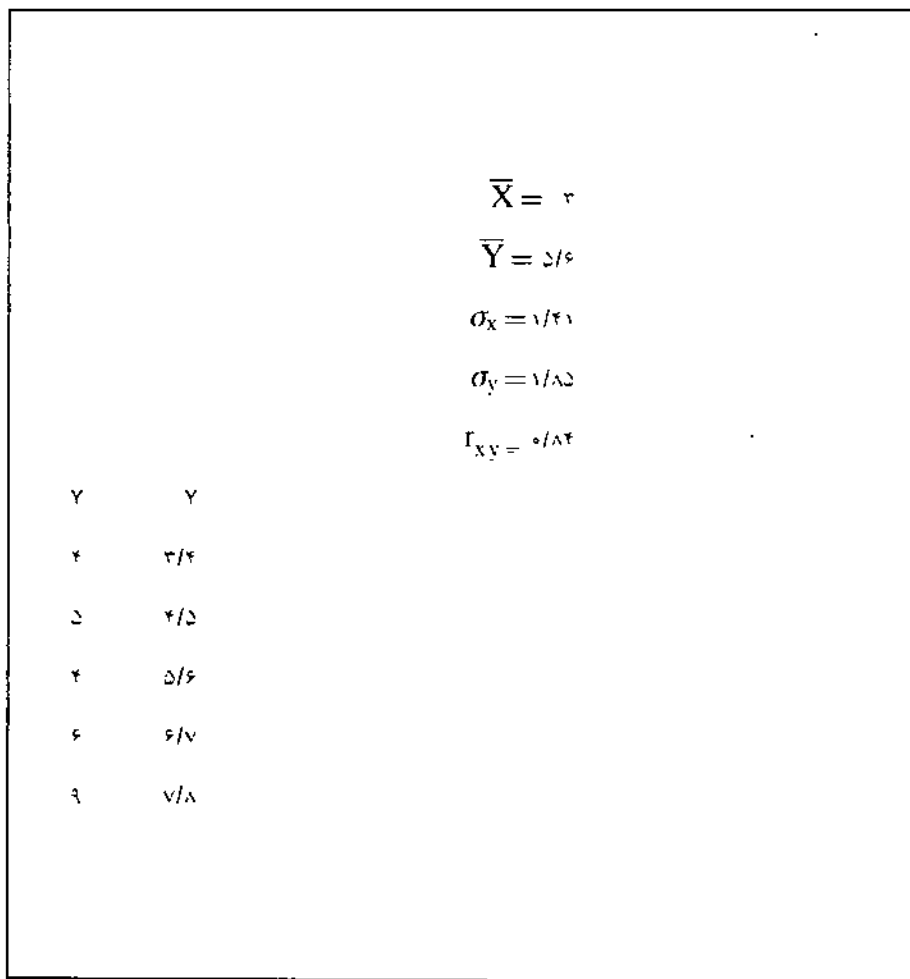 X̅ = ۳
Y̅ = ۵/۶
σx = ۱/۴۱
σy = ۱/۸۵
rxy = ۰/۸۴
Y Y
۴ ۳/۴
۵ ۴/۵
۴ ۵/۶
۶ ۶/۷
۹ ۷/۸